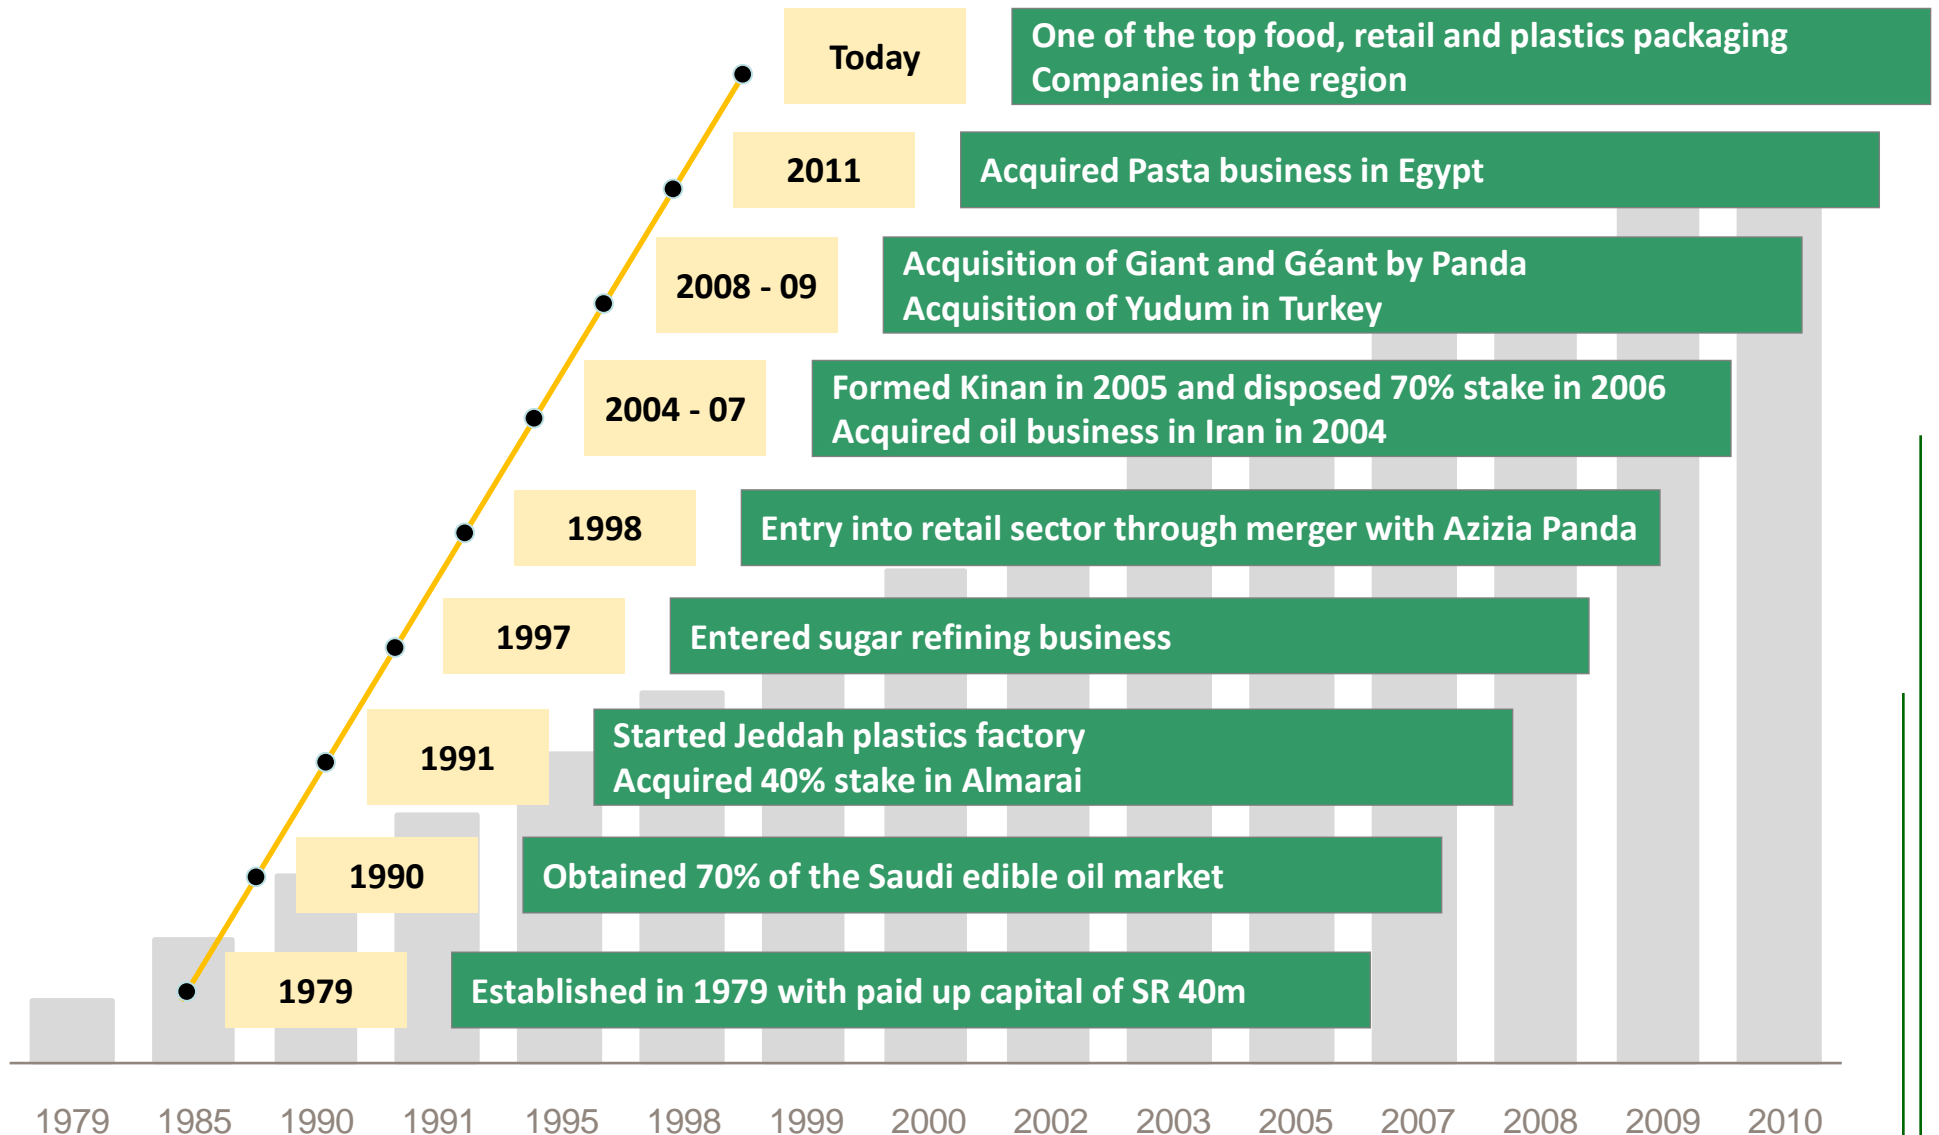 Today
One of the top food, retail and plastics packaging
Companies in the region
2011
Acquired Pasta business in Egypt
2008 - 09
Acquisition of Giant and Géant by Panda
Acquisition of Yudum in Turkey
2004 - 07
Formed Kinan in 2005 and disposed 70% stake in 2006
Acquired oil business in Iran in 2004
1998
Entry into retail sector through merger with Azizia Panda
1997
Entered sugar refining business
1991
Started Jeddah plastics factory
Acquired 40% stake in Almarai
1990
Obtained 70% of the Saudi edible oil market
1979
Established in 1979 with paid up capital of SR 40m
1979 1985 1990 1991 1995 1998 1999 2000 2002 2003 2005 2007 2008 2009 2010